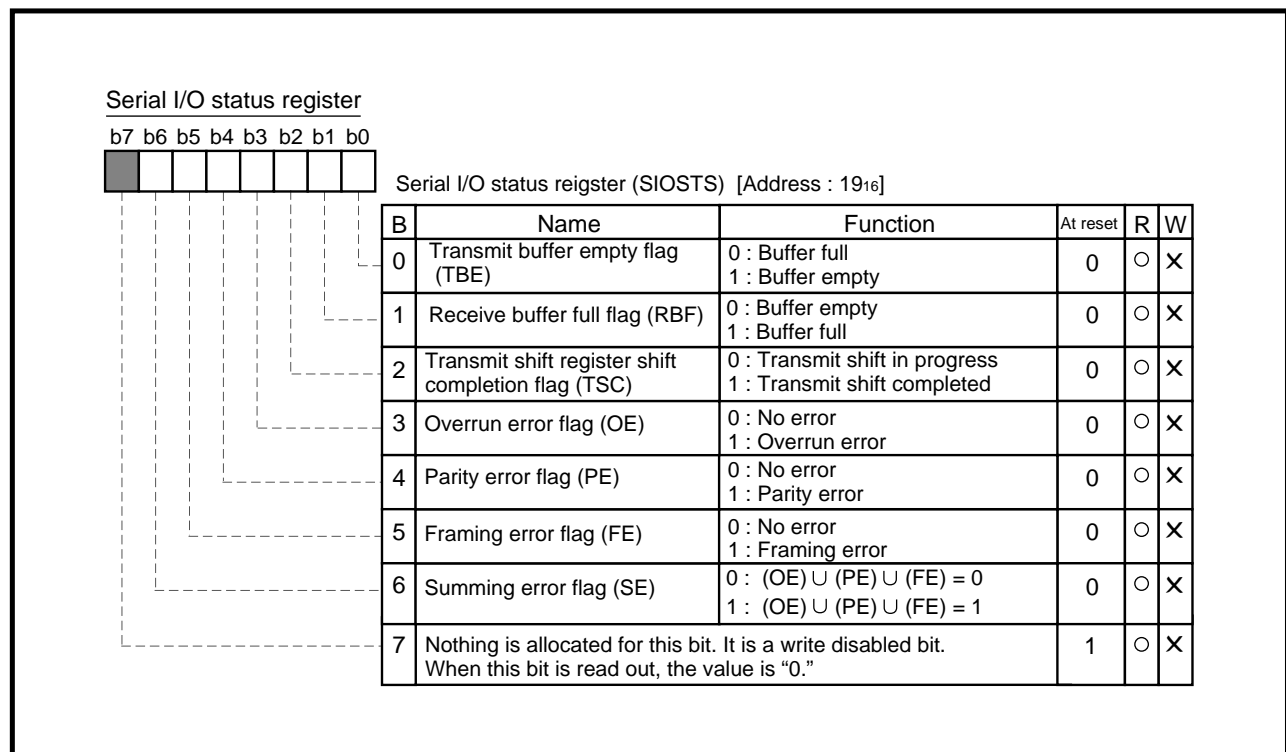 Serial I/O status register
b7 b6 b5 b4 b3 b2 b1 b0
Serial I/O status reigster (SIOSTS) [Address : 19₁₆]
B Name Function At reset R W
0 Transmit buffer empty flag (TBE) 0 : Buffer full 1 : Buffer empty 0 ○ ×
1 Receive buffer full flag (RBF) 0 : Buffer empty 1 : Buffer full 0 ○ ×
2 Transmit shift register shift completion flag (TSC) 0 : Transmit shift in progress 1 : Transmit shift completed 0 ○ ×
3 Overrun error flag (OE) 0 : No error 1 : Overrun error 0 ○ ×
4 Parity error flag (PE) 0 : No error 1 : Parity error 0 ○ ×
5 Framing error flag (FE) 0 : No error 1 : Framing error 0 ○ ×
6 Summing error flag (SE) 0 : (OE) ∪ (PE) ∪ (FE) = 0 1 : (OE) ∪ (PE) ∪ (FE) = 1 0 ○ ×
7 Nothing is allocated for this bit. It is a write disabled bit. When this bit is read out, the value is “0.” 1 ○ ×